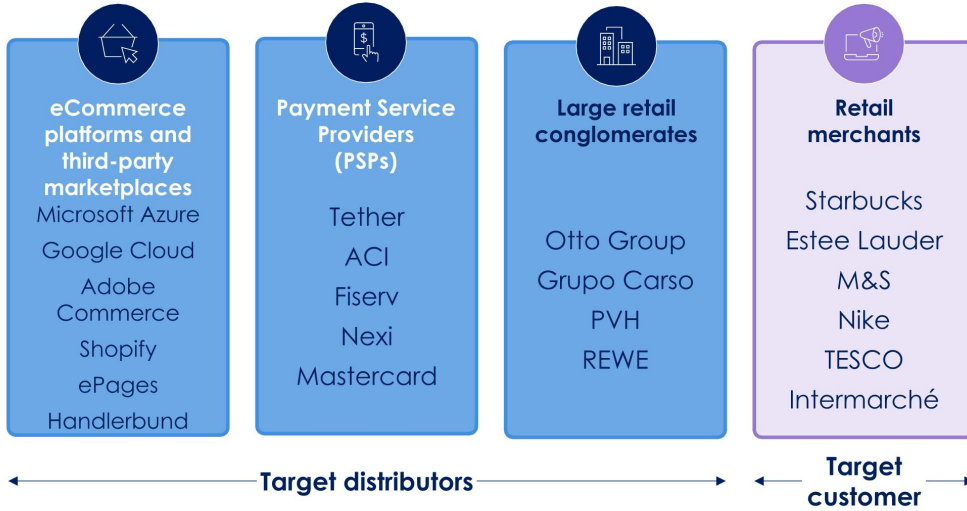 $
eCommerce
platforms and
third-party
marketplaces
Microsoft Azure
Google Cloud
Adobe
Commerce
Shopify
ePages
Handlerbund
Payment Service
Providers
(PSPs)
Tether
ACI
Fiserv
Nexi
Mastercard
Large retail
conglomerates
Otto Group
Grupo Carso
PVH
REWE
Retail
merchants
Starbucks
Estee Lauder
M&S
Nike
TESCO
Intermarché
Target distributors
Target
customer